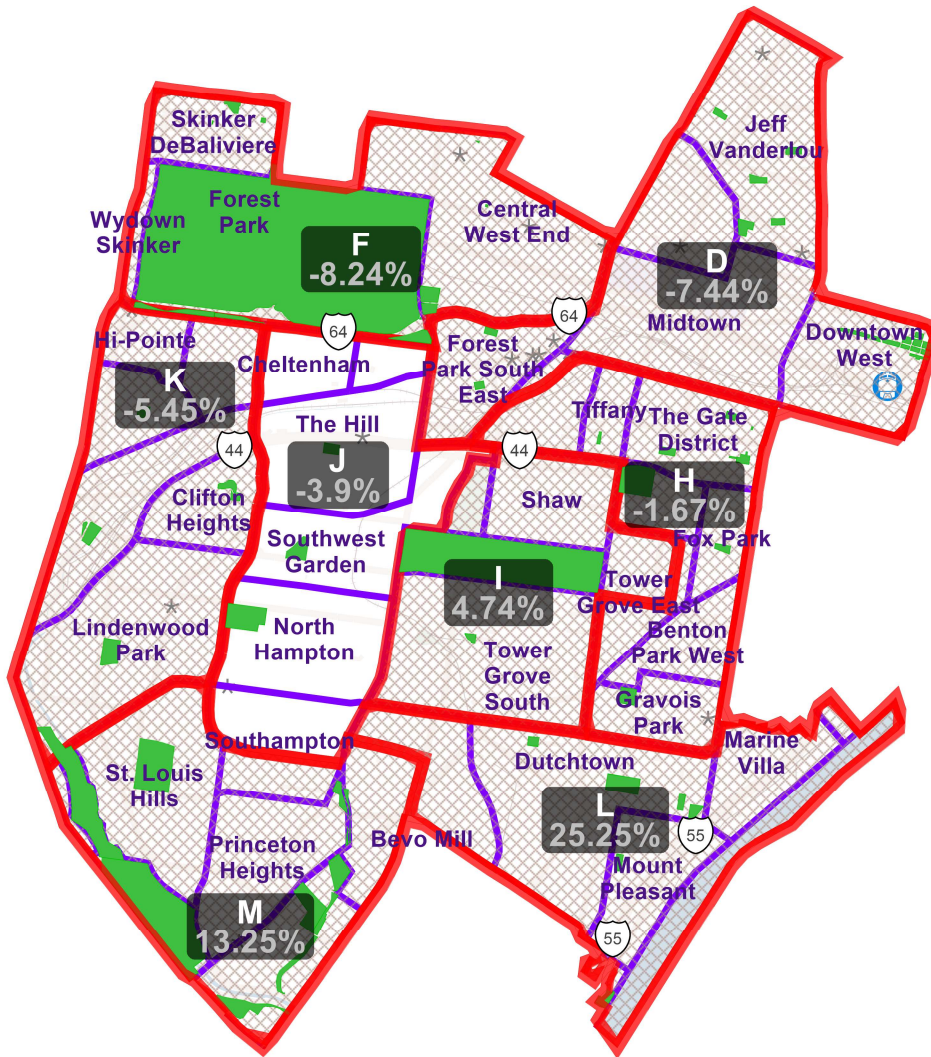 Jeff
Vanderlou
Skinker
DeBaliviere
Forest
Park
Wydown
Skinker
Central
West End
F
-8.24%
D
-7.44%
Midtown
Downtown
West
64
64
Hi-Pointe
Cheltenham
Forest
Park South
East
K
-5.45%
The Hill
Tiffany
The Gate
District
44
44
J
-3.9%
H
-1.67%
Shaw
Clifton
Heights
Fox Park
Southwest
Garden
I
4.74%
Tower
Grove East
Lindenwood
Park
North
Hampton
Benton
Park West
Tower
Grove
South
Gravois
Park
Southampton
Marine
Villa
St. Louis
Hills
Dutchtown
L
25.25%
55
Bevo Mill
Princeton
Heights
Mount
Pleasant
M
13.25%
55